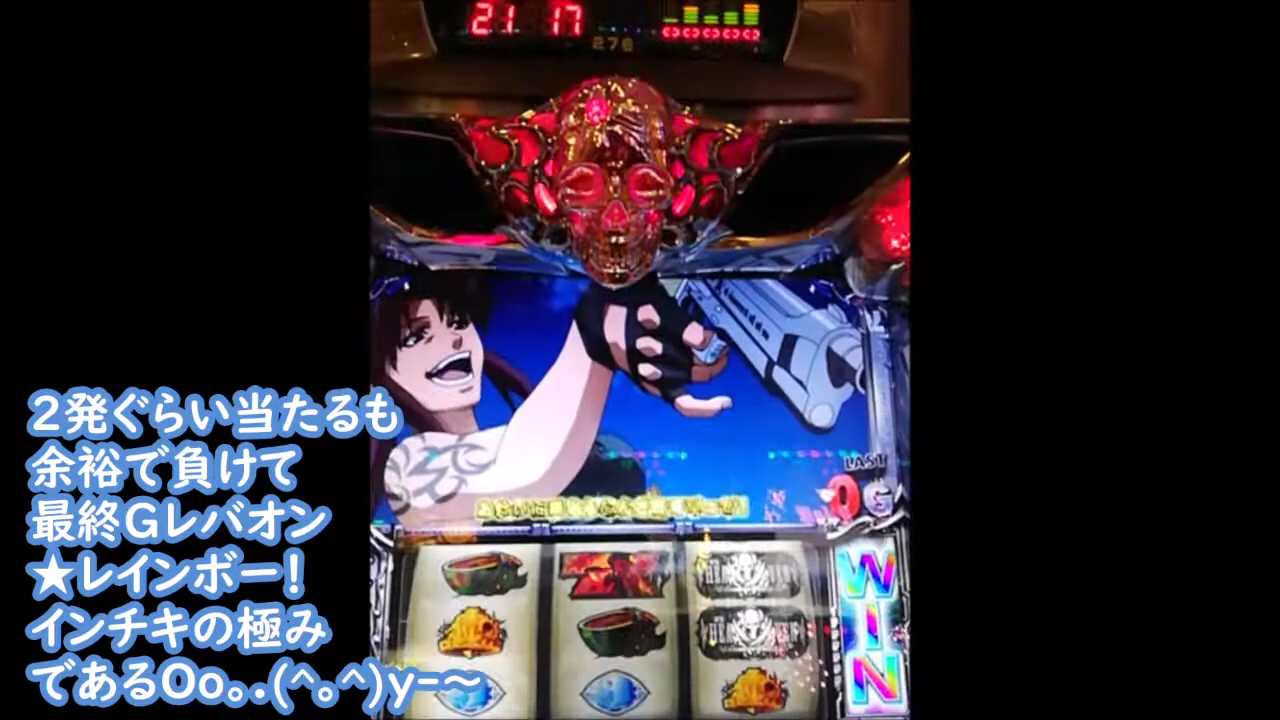 21 17
276
２発ぐらい当たるも
余裕で負けて
最終Gレバオン
★レインボー！
インチキの極み
であるOo。.(^。^)y-～
LAST
0G
WIN